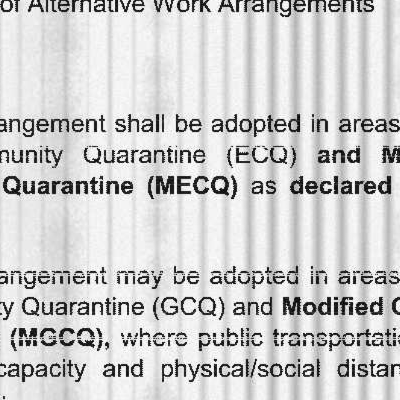 of Alternative Work Arrangements
angement shall be adopted in areas
munity Quarantine (ECQ) and M
Quarantine (MECQ) as declared
angement may be adopted in areas
ty Quarantine (GCQ) and Modified C
(MGCQ), where public transportati
capacity and physical/social distan